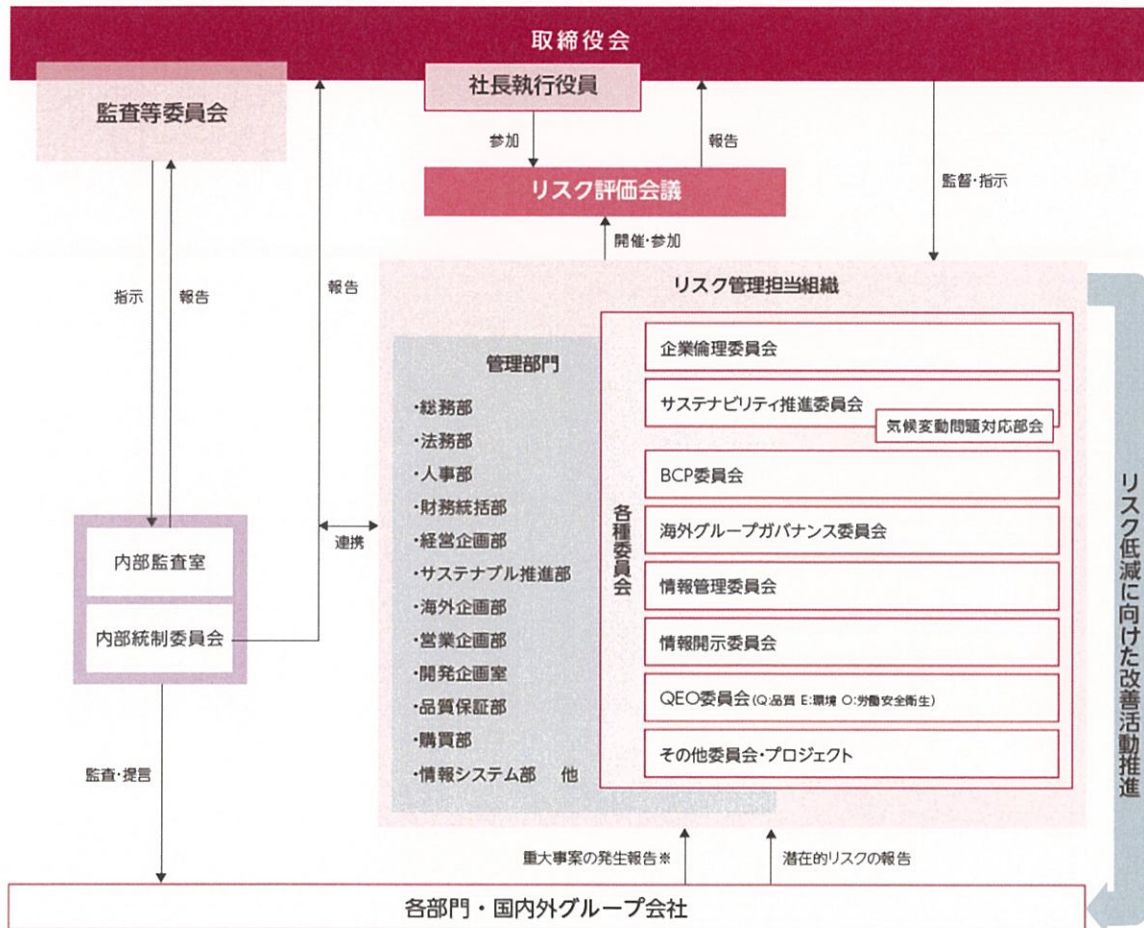 取締役会
監査等委員会
社長執行役員
参加
報告
リスク評価会議
監督・指示
開催・参加
指示
報告
報告
リスク管理担当組織
管理部門
・総務部
・法務部
・人事部
・財務統括部
・経営企画部
・サステナブル推進部
・海外企画部
・営業企画部
・開発企画室
・品質保証部
・購買部
・情報システム部 他
各種委員会
企業倫理委員会
サステナビリティ推進委員会
気候変動問題対応部会
BCP委員会
海外グループガバナンス委員会
情報管理委員会
情報開示委員会
QEO委員会(Q:品質 E:環境 O:労働安全衛生)
その他委員会・プロジェクト
連携
内部監査室
内部統制委員会
リスク低減に向けた改善活動推進
監査・提言
重大事案の発生報告※
潜在的リスクの報告
各部門・国内外グループ会社